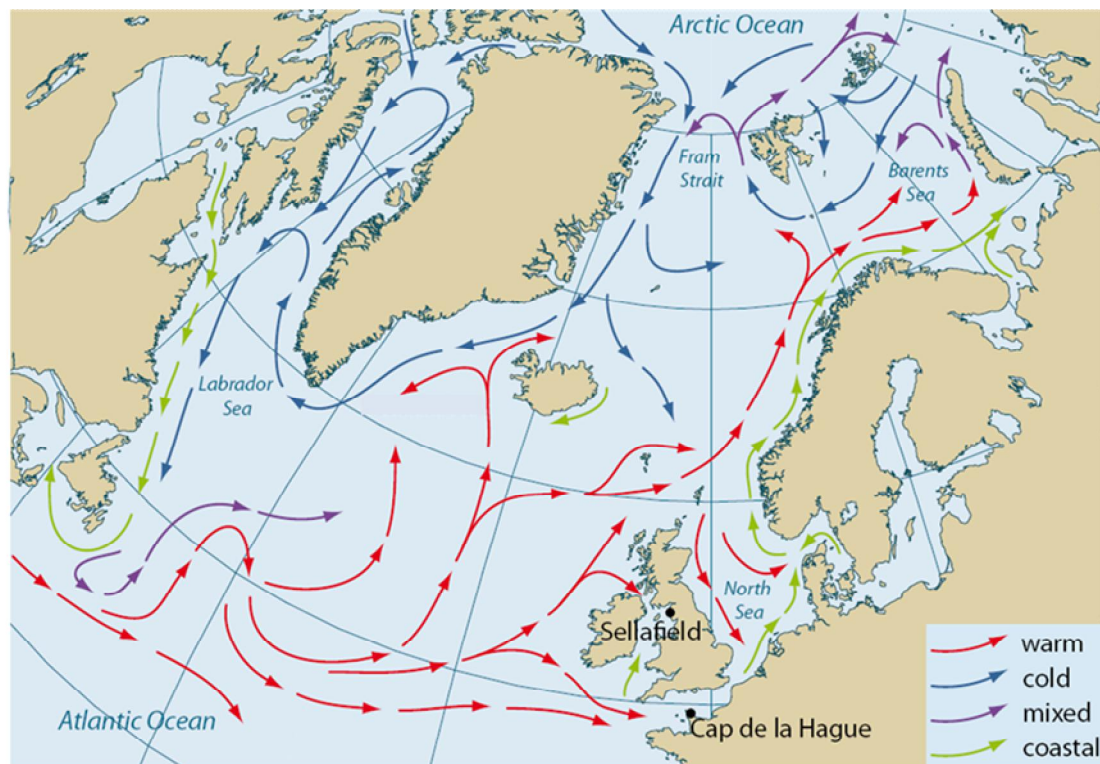 Arctic Ocean
Fram
Strait
Barents
Sea
Labrador
Sea
North
Sea
Sellafield
Atlantic Ocean
Cap de la Hague
warm
cold
mixed
coastal